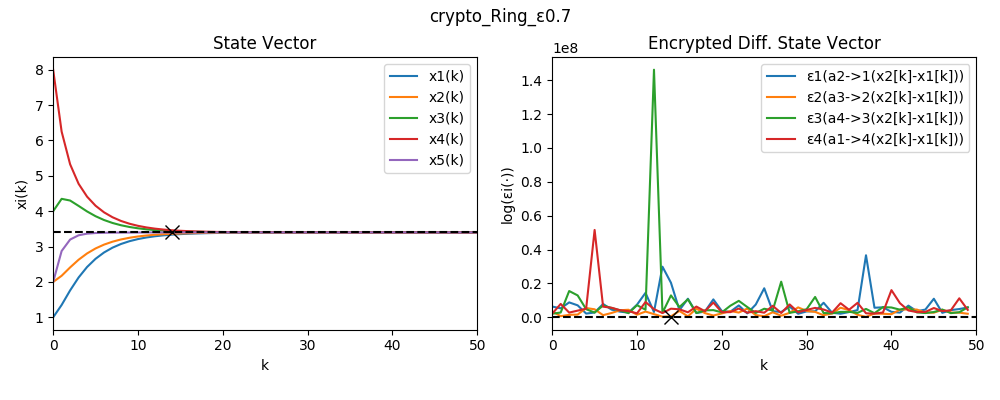 crypto_Ring_ε0.7
State Vector
xi(k)
8
7
6
5
4
3
2
1
0
10
20
30
40
50
k
x1(k)
x2(k)
x3(k)
x4(k)
x5(k)
Encrypted Diff. State Vector
1e8
log(εi(·))
1.4
1.2
1.0
0.8
0.6
0.4
0.2
0.0
0
10
20
30
40
50
k
ε1(a2->1(x2[k]-x1[k]))
ε2(a3->2(x2[k]-x1[k]))
ε3(a4->3(x2[k]-x1[k]))
ε4(a1->4(x2[k]-x1[k]))